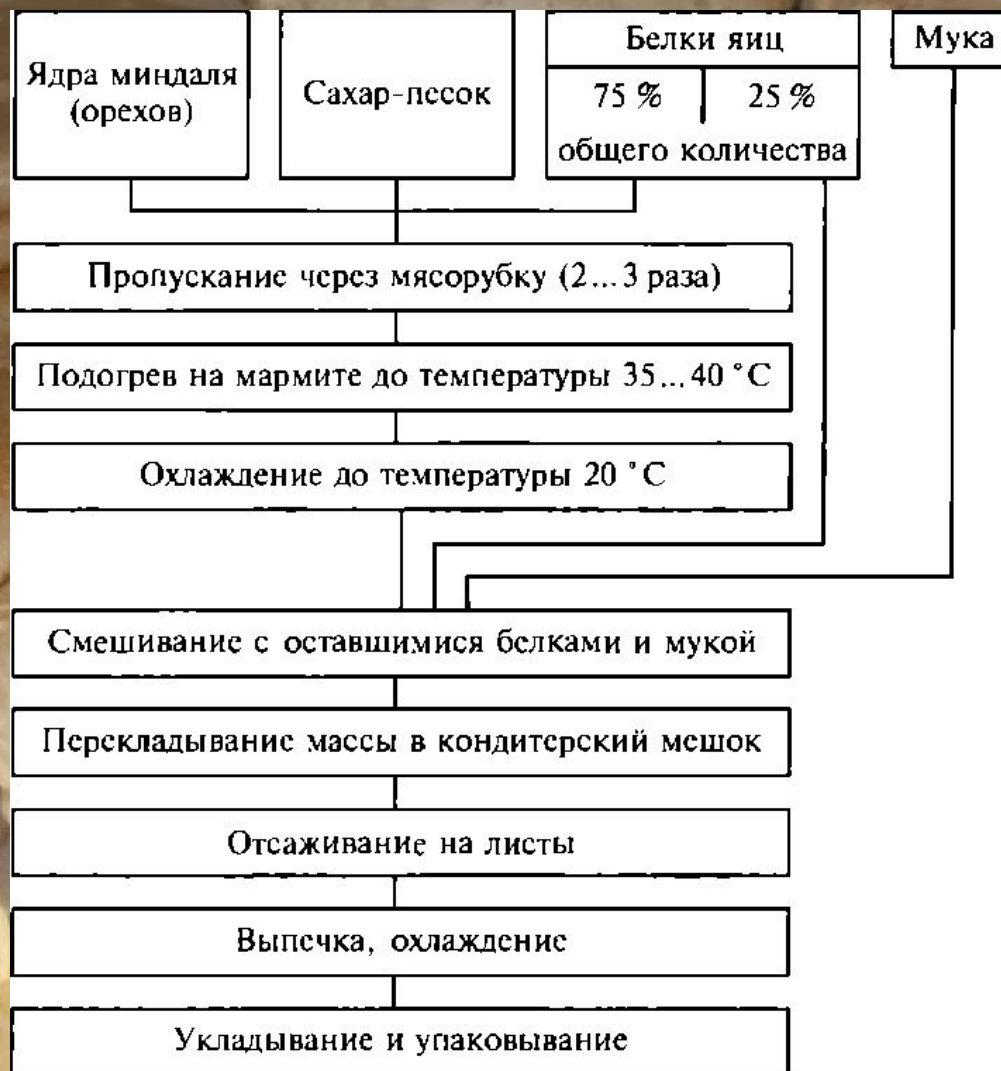 Ядра миндаля
(орехов)
Сахар-песок
Белки яиц
75 %
25 %
общего количества
Мука
Пропускание через мясорубку (2...3 раза)
Подогрев на мармите до температуры 35...40 °С
Охлаждение до температуры 20 °С
Смешивание с оставшимися белками и мукой
Перекладывание массы в кондитерский мешок
Отсаживание на листы
Выпечка, охлаждение
Укладывание и упаковывание